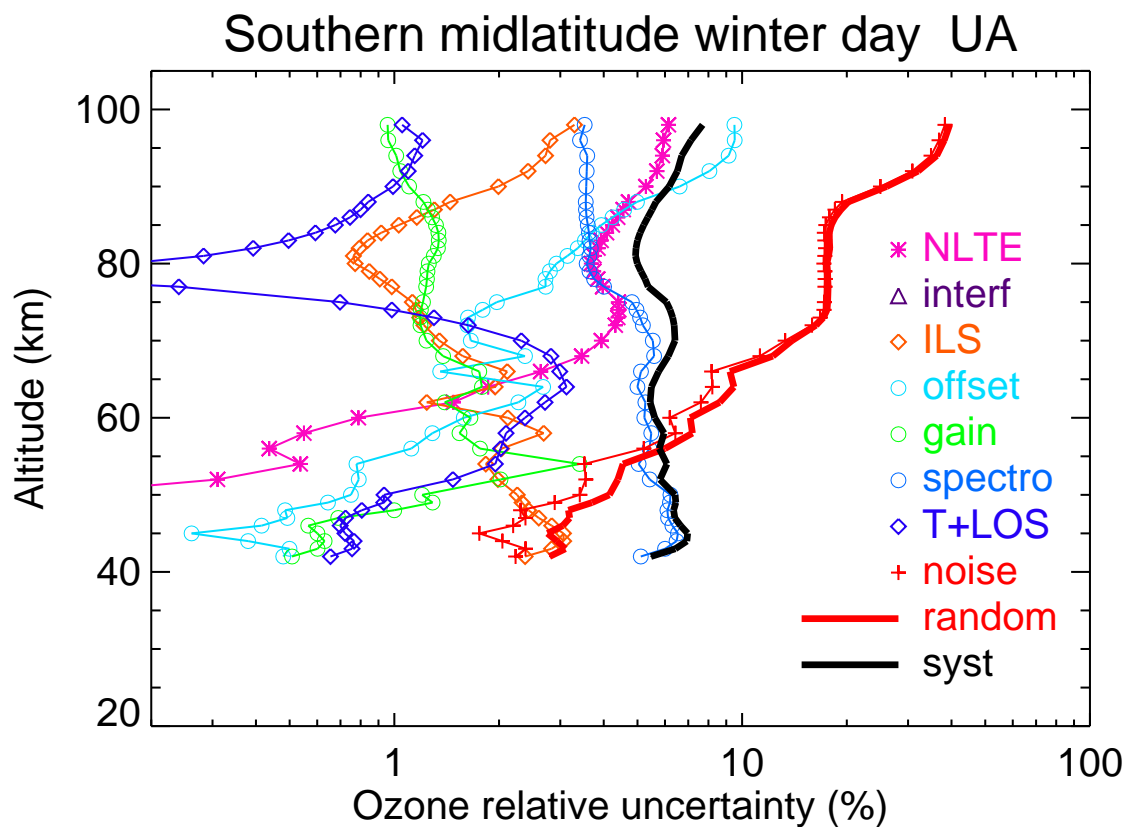 Southern midlatitude winter day UA
100
80
60
40
20
Altitude (km)
NLTE
interf
ILS
offset
gain
spectro
T+LOS
noise
random
syst
1
10
100
Ozone relative uncertainty (%)